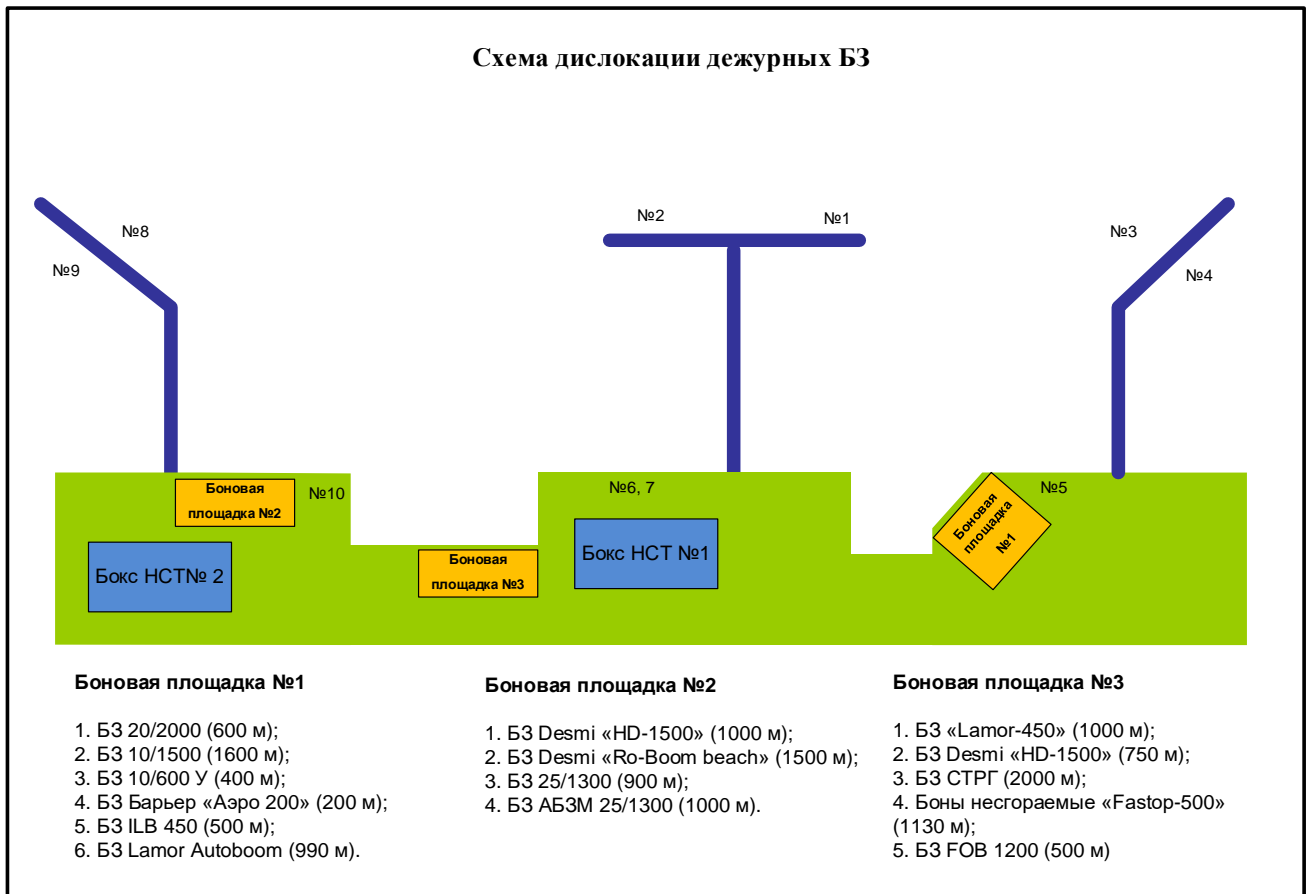 Схема дислокации дежурных БЗ
№8
№9
№2
№1
№3
№4
Боновая
площадка №2
№10
№6, 7
№5
Боновая
площадка
№1
Бокс НСТ№ 2
Боновая
площадка №3
Бокс НСТ №1
Боновая площадка №1
1. БЗ 20/2000 (600 м);
2. БЗ 10/1500 (1600 м);
3. БЗ 10/600 У (400 м);
4. БЗ Барьер «Аэро 200» (200 м);
5. БЗ ILB 450 (500 м);
6. БЗ Lamor Autoboom (990 м).
Боновая площадка №2
1. БЗ Desmi «HD-1500» (1000 м);
2. БЗ Desmi «Ro-Boom beach» (1500 м);
3. БЗ 25/1300 (900 м);
4. БЗ АБЗМ 25/1300 (1000 м).
Боновая площадка №3
1. БЗ «Lamor-450» (1000 м);
2. БЗ Desmi «HD-1500» (750 м);
3. БЗ СТРГ (2000 м);
4. Боны несгораемые «Fastop-500»
(1130 м);
5. БЗ FOB 1200 (500 м)